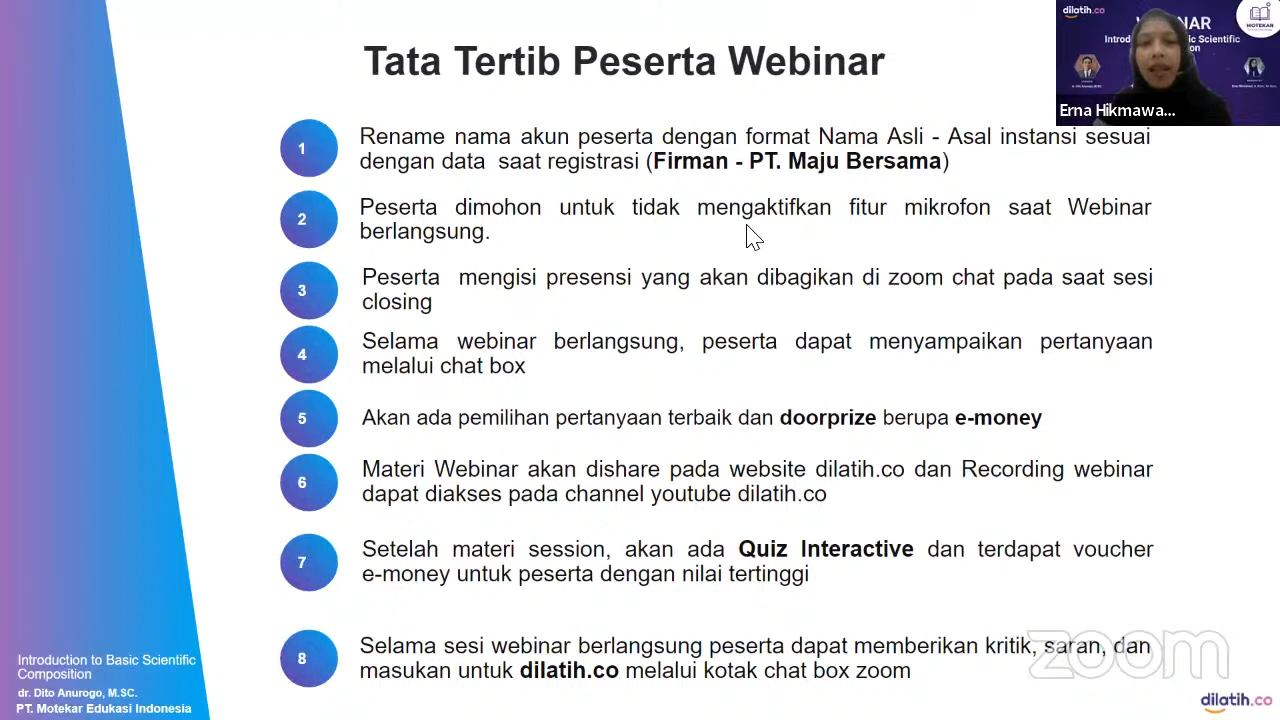 Tata Tertib Peserta Webinar
dilatih.co
MOTEKAR
Erna Hikmawa...
1
Rename nama akun peserta dengan format Nama Asli - Asal instansi sesuai
dengan data saat registrasi (Firman - PT. Maju Bersama)
2
Peserta dimohon untuk tidak mengaktifkan fitur mikrofon saat Webinar
berlangsung.
3
Peserta mengisi presensi yang akan dibagikan di zoom chat pada saat sesi
closing
4
Selama webinar berlangsung, peserta dapat menyampaikan pertanyaan
melalui chat box
5
Akan ada pemilihan pertanyaan terbaik dan doorprize berupa e-money
6
Materi Webinar akan dishare pada website dilatih.co dan Recording webinar
dapat diakses pada channel youtube dilatih.co
7
Setelah materi session, akan ada Quiz Interactive dan terdapat voucher
e-money untuk peserta dengan nilai tertinggi
8
Selama sesi webinar berlangsung peserta dapat memberikan kritik, saran, dan
masukan untuk dilatih.co melalui kotak chat box zoom
zoom
Introduction to Basic Scientific
Composition
dr. Dito Anurogo, M.SC.
PT. Motekar Edukasi Indonesia
dilatih.co